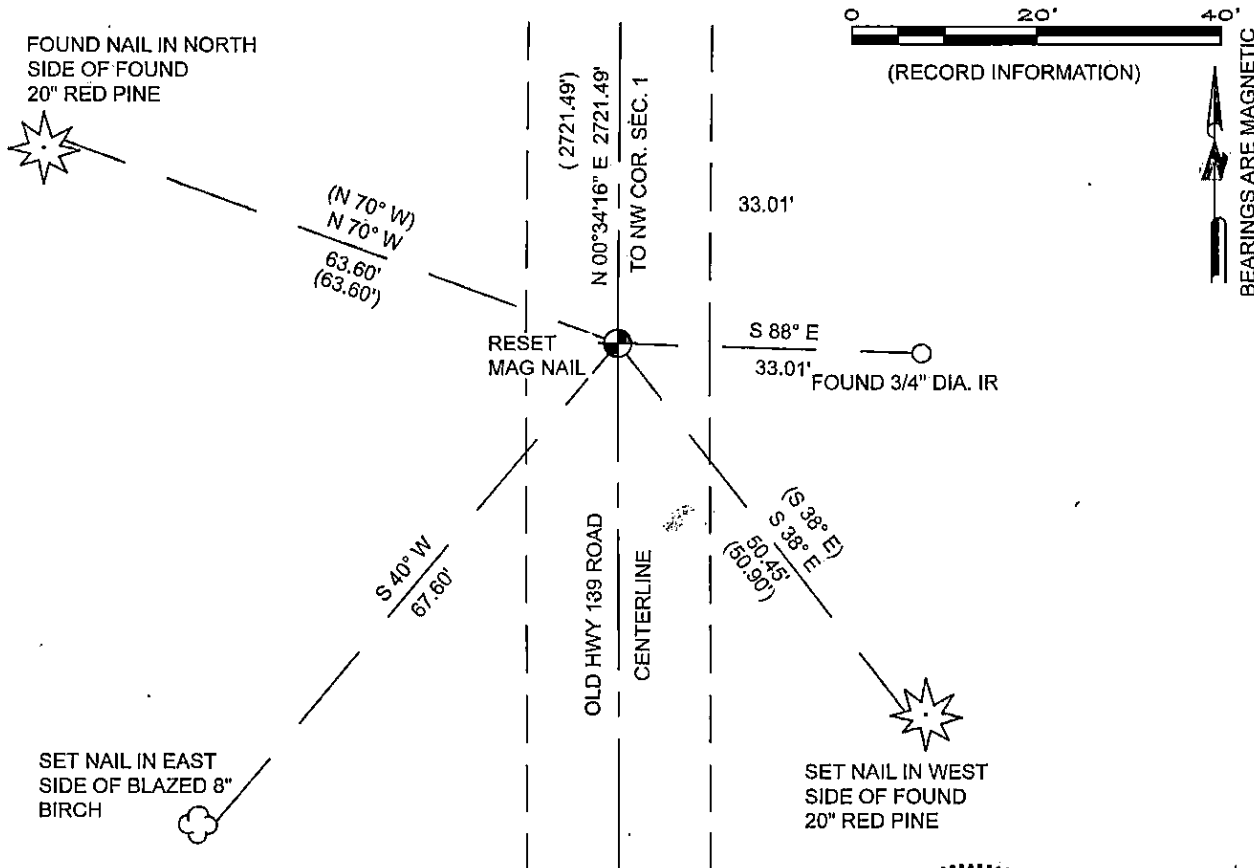 FOUND NAIL IN NORTH
SIDE OF FOUND
20" RED PINE
0 20' 40'
(RECORD INFORMATION)
BEARINGS ARE MAGNETIC
( 2721.49')
N 00°34'16" E 2721.49'
TO NW COR. SEC. 1
33.01'
(N 70° W)
N 70° W
63.60'
(63.60')
RESET
MAG NAIL
S 88° E
33.01'
FOUND 3/4" DIA. IR
S 40° W
67.60'
(S 38° E)
S 38° E
50.45'
(50.90')
OLD HWY 139 ROAD
CENTERLINE
SET NAIL IN EAST
SIDE OF BLAZED 8"
BIRCH
SET NAIL IN WEST
SIDE OF FOUND
20" RED PINE